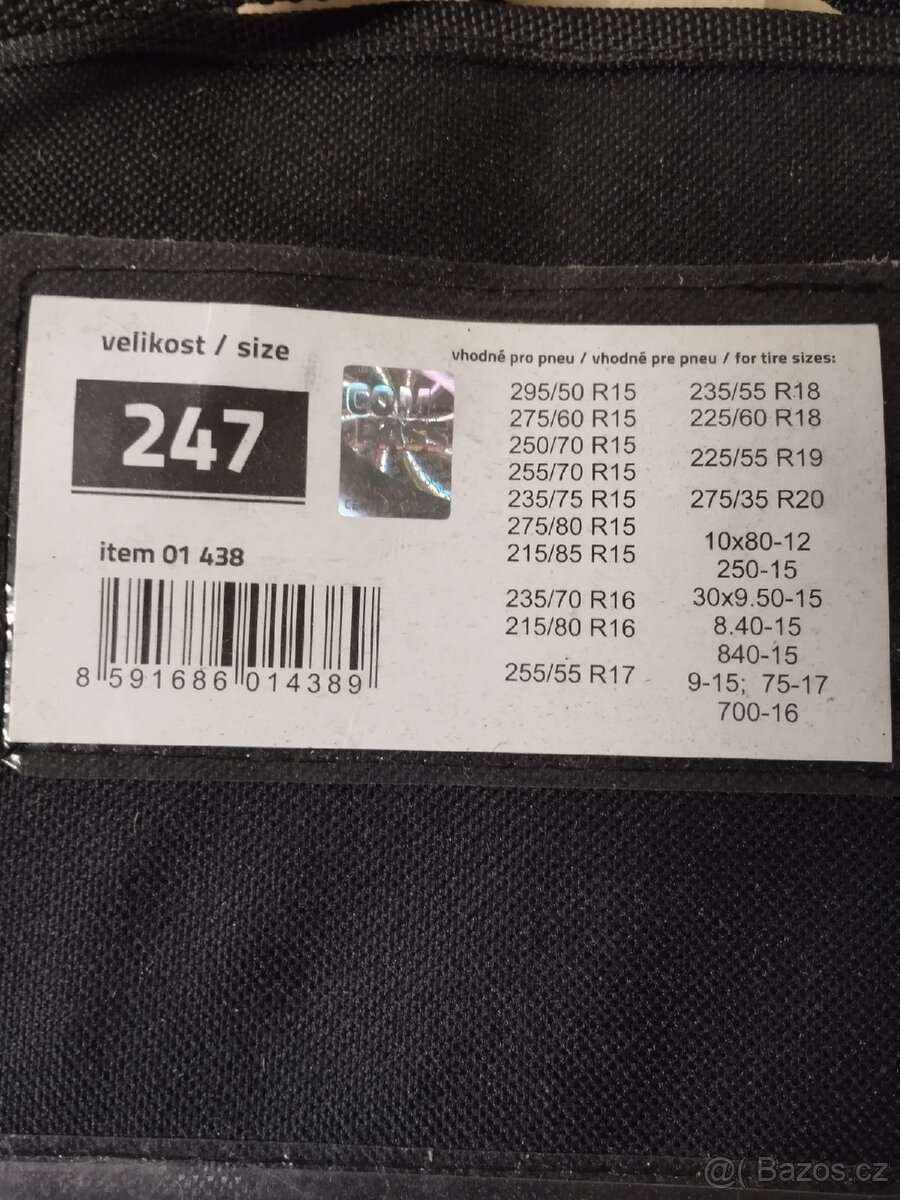 velikost / size
247
COM
PASS
item 01 438
8 591686 014389
vhodné pro pneu / vhodné pre pneu / for tire sizes:
295/50 R15
275/60 R15
250/70 R15
255/70 R15
235/75 R15
275/80 R15
215/85 R15
235/70 R16
215/80 R16
255/55 R17
235/55 R18
225/60 R18
225/55 R19
275/35 R20
10x80-12
250-15
30x9.50-15
8.40-15
840-15
9-15; 75-17
700-16
@( Bazos.cz